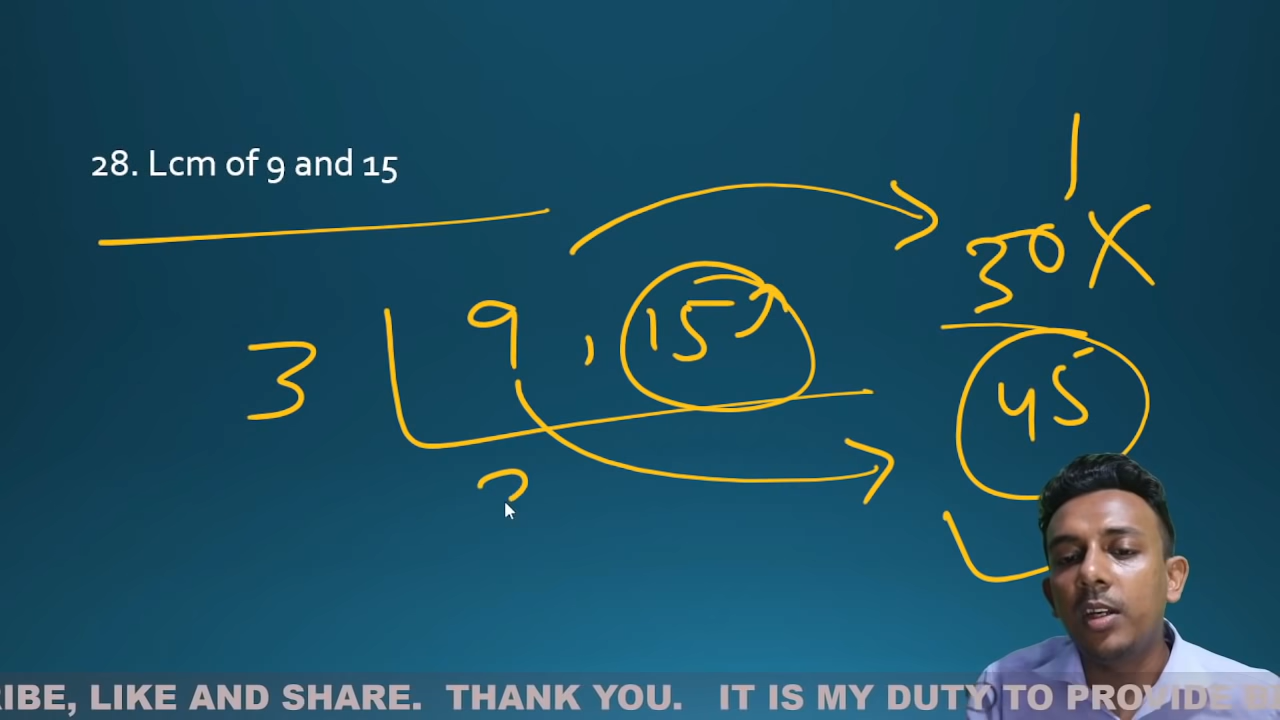 28. Lcm of 9 and 15
30 X
3 9, 15
45
RIBE, LIKE AND SHARE. THANK YOU. IT IS MY DUTY TO PROVIDE